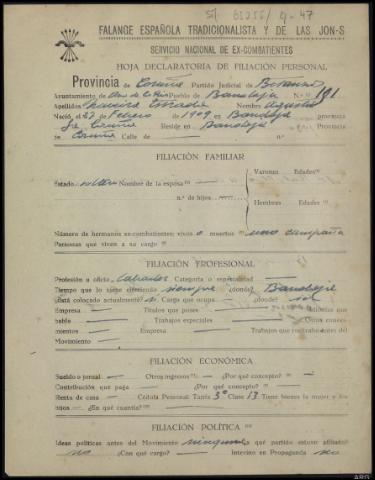 FALANGE ESPAÑOLA TRADICIONALISTA Y DE LAS JON-S
SERVICIO NACIONAL DE EX-COMBATIENTES
HOJA DECLARATORIA DE FILIACIÓN PERSONAL
Provincia de Coruña Partido Judicial de Betanzos
Ayuntamiento de Pueblo de Bandoja N.º 191
Apellidos Nombre Agustin
Nació, el 27 de Febrero de 1909 en Bandoja Provincia
de Coruña Reside en Bandoja Provincia
de Coruña Calle de — n.º
FILIACIÓN FAMILIAR
Estado soltero Nombre de la esposa — Varones Edades
n.º de hijos
Hembras Edades
Número de hermanos ex-combatientes vivos o muertos uno campaña
Personas que viven a su cargo
FILIACIÓN PROFESIONAL
Profesión u oficio Labrador Categoria o especialidad —
Tiempo que lo viene ejerciendo siempre ¿donde? Bandoja
¿Está colocado actualmente? si Cargo que ocupa ¿donde?
Empresa — Títulos que posee — Idiomas que
habla — Trabajos especiales — Otros conoci-
mientos — Empresa — Trabajos que realizaba antes del
Movimiento —
FILIACIÓN ECONÓMICA
Sueldo o jornal — Otros ingresos — ¿Por qué concepto? —
Contribución que paga — ¿Por qué concepto? —
Renta de casa — Cédula Personal Tarifa 3ª Clase 13 Tiene bienes la mujer o los
hijos — ¿En qué cuantía? —
FILIACIÓN POLÍTICA
Ideas políticas antes del Movimiento ninguna ¿A qué partido estuvo afiliado?
no ¿Con qué cargo? — Intervino en Propaganda no